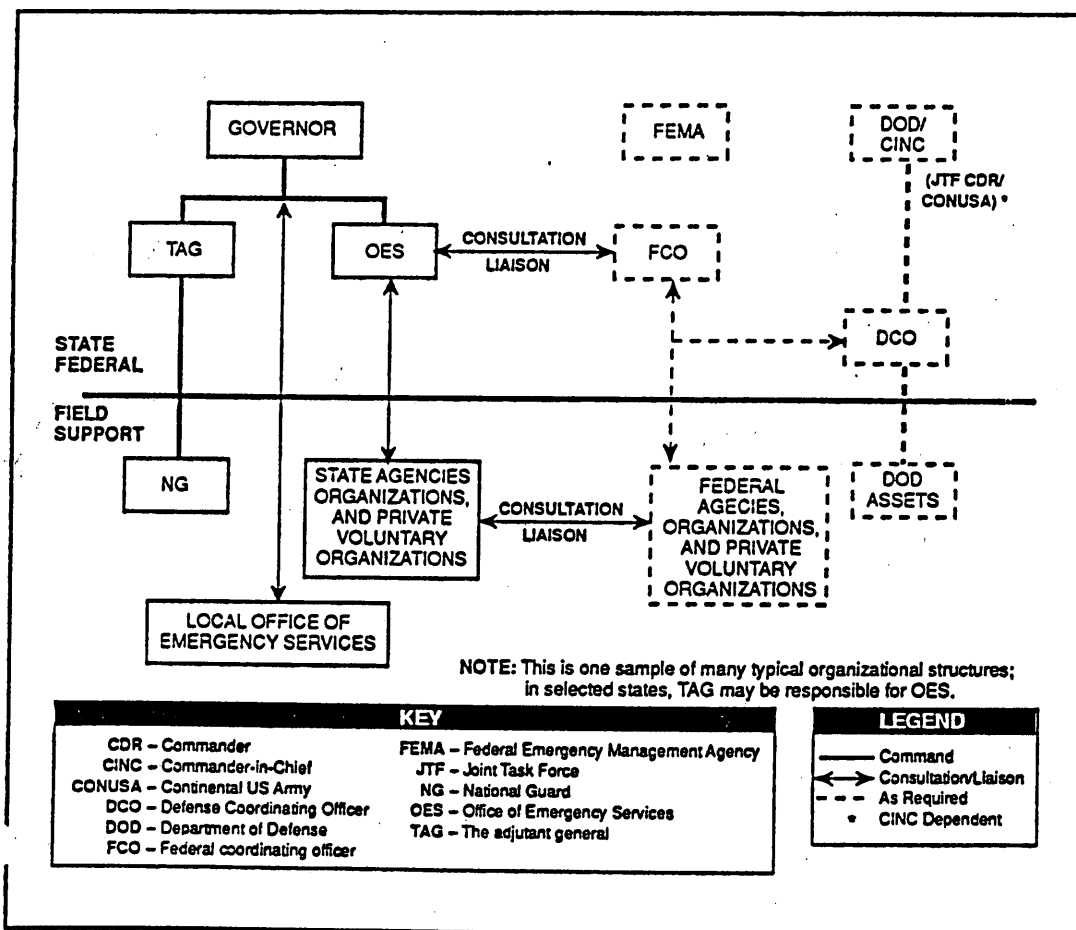 GOVERNOR
FEMA
DOD/
CINC
(JTF CDR/
CONUSA) *
TAG
OES
CONSULTATION
LIAISON
FCO
DCO
STATE
FEDERAL
FIELD
SUPPORT
NG
STATE AGENCIES
ORGANIZATIONS,
AND PRIVATE
VOLUNTARY
ORGANIZATIONS
CONSULTATION
LIAISON
FEDERAL
AGECIES,
ORGANIZATIONS,
AND PRIVATE
VOLUNTARY
ORGANIZATIONS
DOD
ASSETS
LOCAL OFFICE OF
EMERGENCY SERVICES
NOTE: This is one sample of many typical organizational structures;
in selected states, TAG may be responsible for OES.
KEY
CDR – Commander
CINC – Commander-in-Chief
CONUSA – Continental US Army
DCO – Defense Coordinating Officer
DOD – Department of Defense
FCO – Federal coordinating officer
FEMA – Federal Emergency Management Agency
JTF – Joint Task Force
NG – National Guard
OES – Office of Emergency Services
TAG – The adjutant general
LEGEND
Command
Consultation/Liaison
As Required
* CINC Dependent